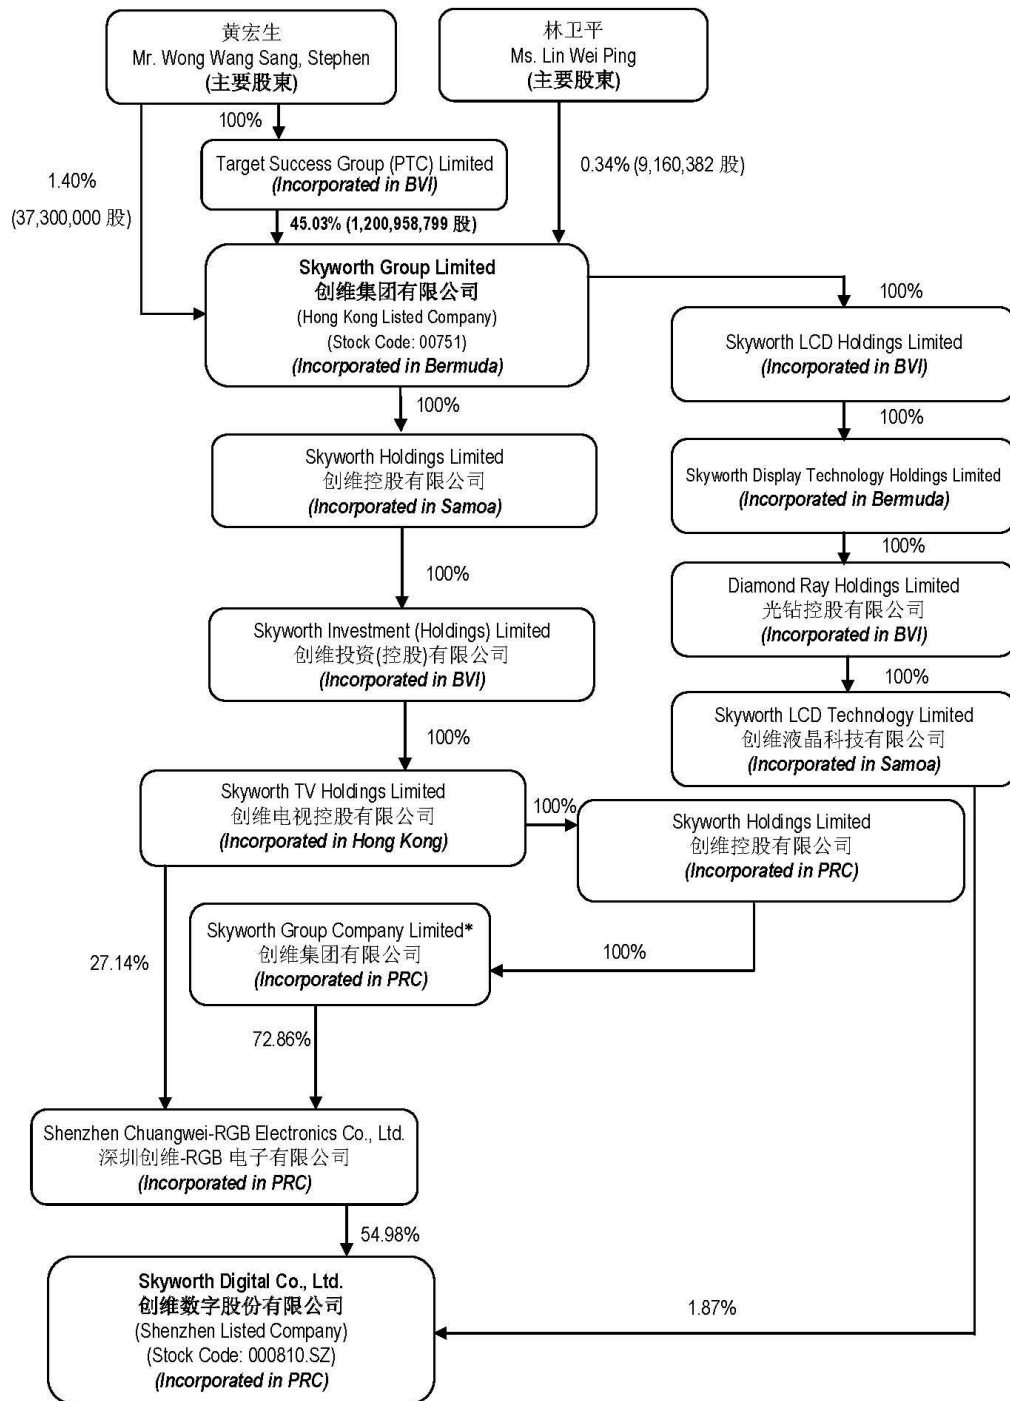 黄宏生
Mr. Wong Wang Sang, Stephen
(主要股東)
林卫平
Ms. Lin Wei Ping
(主要股東)
100%
1.40%
(37,300,000 股)
Target Success Group (PTC) Limited
(Incorporated in BVI)
0.34% (9,160,382 股)
45.03% (1,200,958,799 股)
Skyworth Group Limited
创维集团有限公司
(Hong Kong Listed Company)
(Stock Code: 00751)
(Incorporated in Bermuda)
100%
Skyworth LCD Holdings Limited
(Incorporated in BVI)
100%
100%
Skyworth Holdings Limited
创维控股有限公司
(Incorporated in Samoa)
Skyworth Display Technology Holdings Limited
(Incorporated in Bermuda)
100%
100%
Diamond Ray Holdings Limited
光钻控股有限公司
(Incorporated in BVI)
Skyworth Investment (Holdings) Limited
创维投资(控股)有限公司
(Incorporated in BVI)
100%
Skyworth LCD Technology Limited
创维液晶科技有限公司
(Incorporated in Samoa)
100%
Skyworth TV Holdings Limited
创维电视控股有限公司
(Incorporated in Hong Kong)
100%
Skyworth Holdings Limited
创维控股有限公司
(Incorporated in PRC)
Skyworth Group Company Limited*
创维集团有限公司
(Incorporated in PRC)
100%
27.14%
72.86%
Shenzhen Chuangwei-RGB Electronics Co., Ltd.
深圳创维-RGB 电子有限公司
(Incorporated in PRC)
54.98%
Skyworth Digital Co., Ltd.
创维数字股份有限公司
(Shenzhen Listed Company)
(Stock Code: 000810.SZ)
(Incorporated in PRC)
1.87%